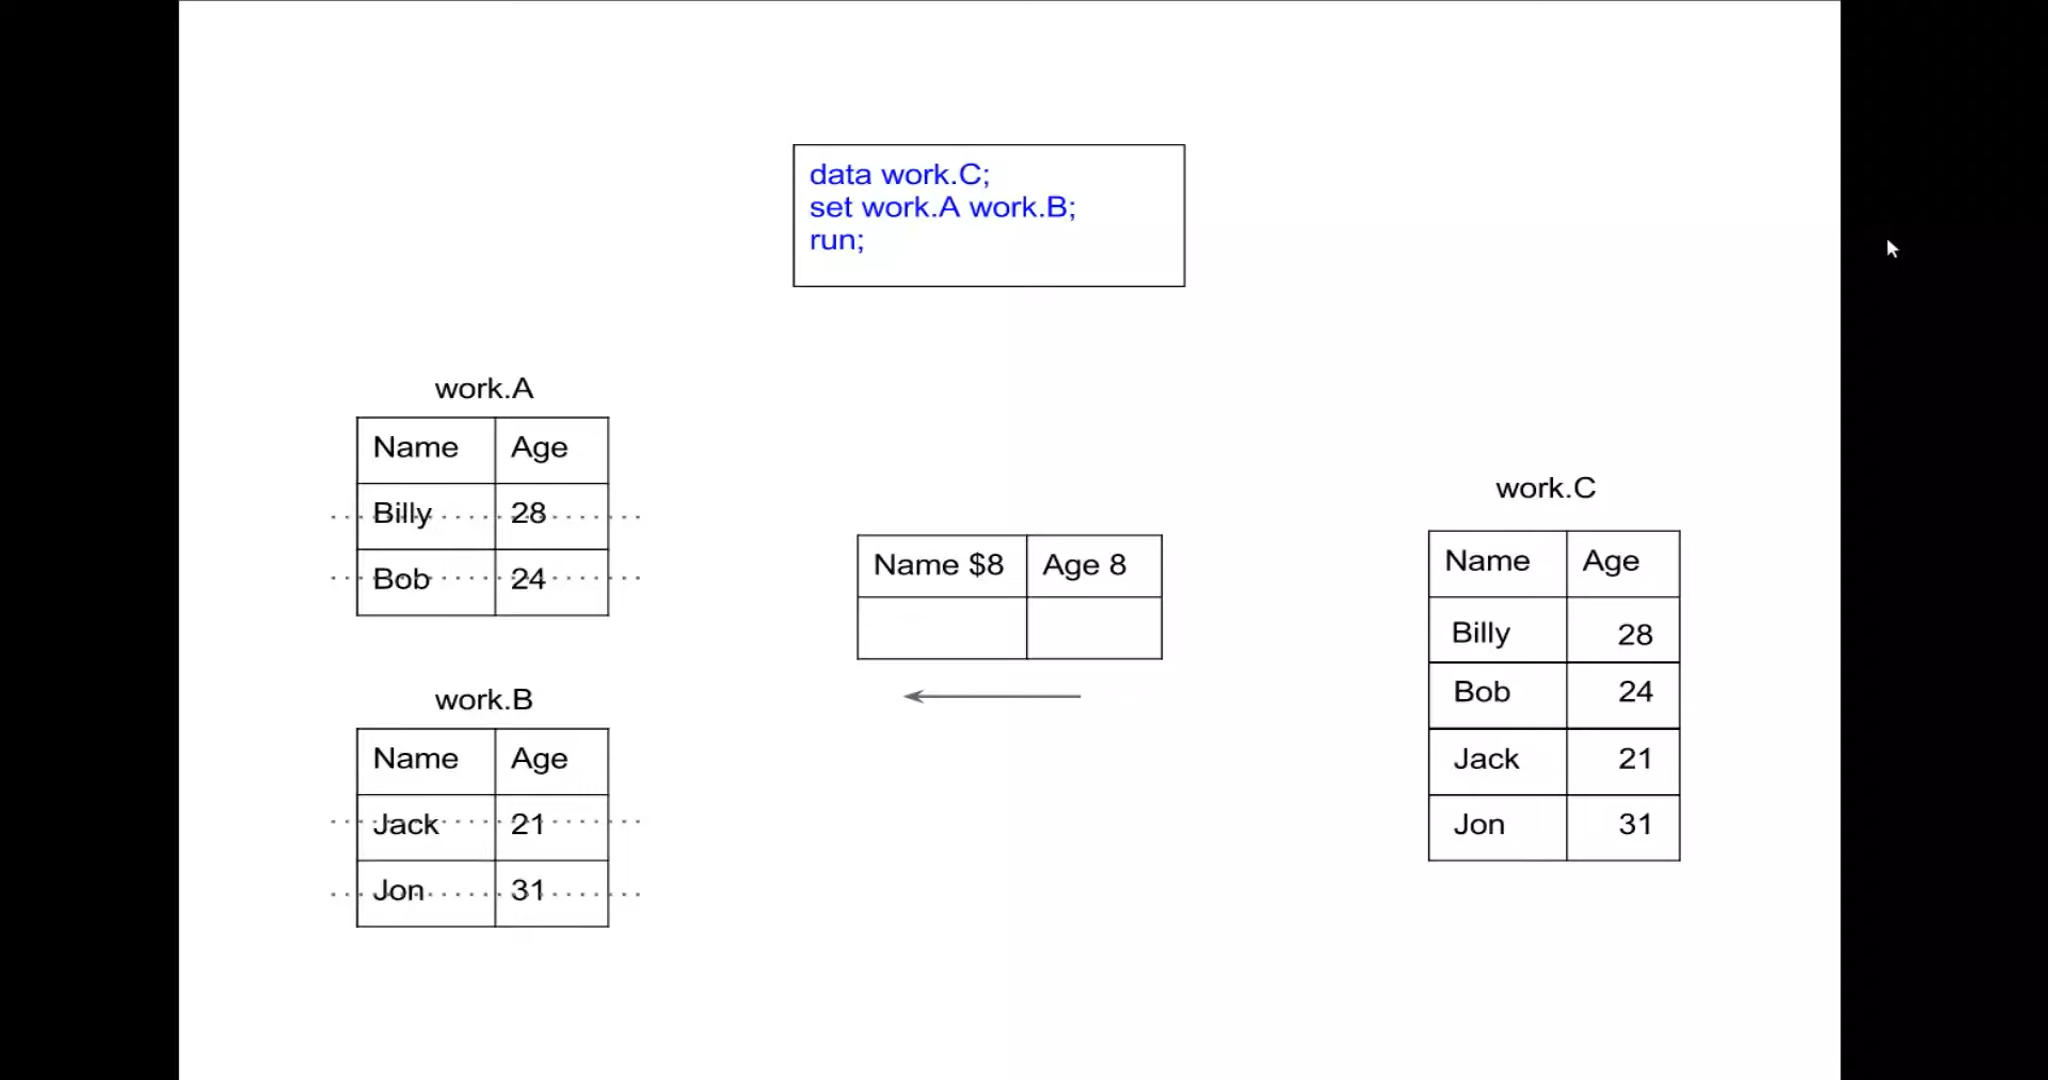 data work.C;
set work.A work.B;
run;
work.A
Name Age
Billy 28
Bob 24
work.B
Name Age
Jack 21
Jon 31
Name $8 Age 8
work.C
Name Age
Billy 28
Bob 24
Jack 21
Jon 31